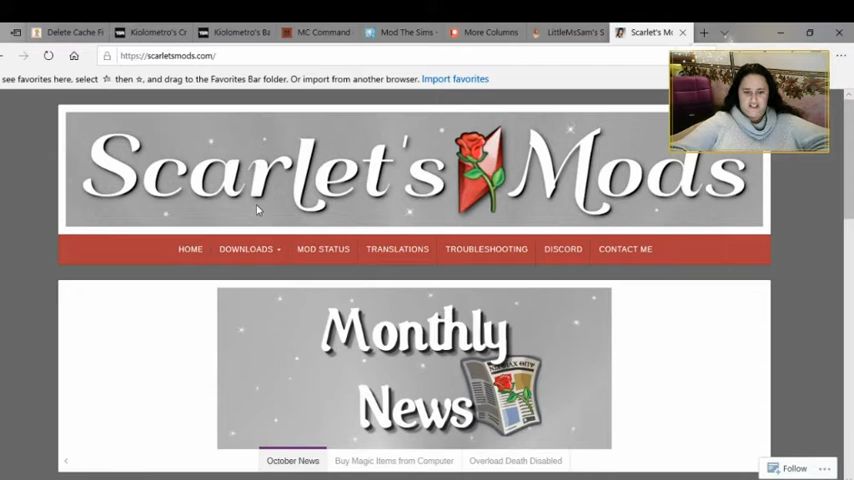 Delete Cache Fi Kiolometro's Cr Kiolometro's Ba MC Command Mod The Sims - More Columns LittleMsSam's S Scarlet's Mo
https://scarletsmods.com/
see favorites here, select then, and drag to the Favorites Bar folder. Or import from another browser. Import favorites
Scarlet's Mods
HOME DOWNLOADS MOD STATUS TRANSLATIONS TROUBLESHOOTING DISCORD CONTACT ME
Monthly
News
October News Buy Magic Items from Computer Overload Death Disabled
Follow